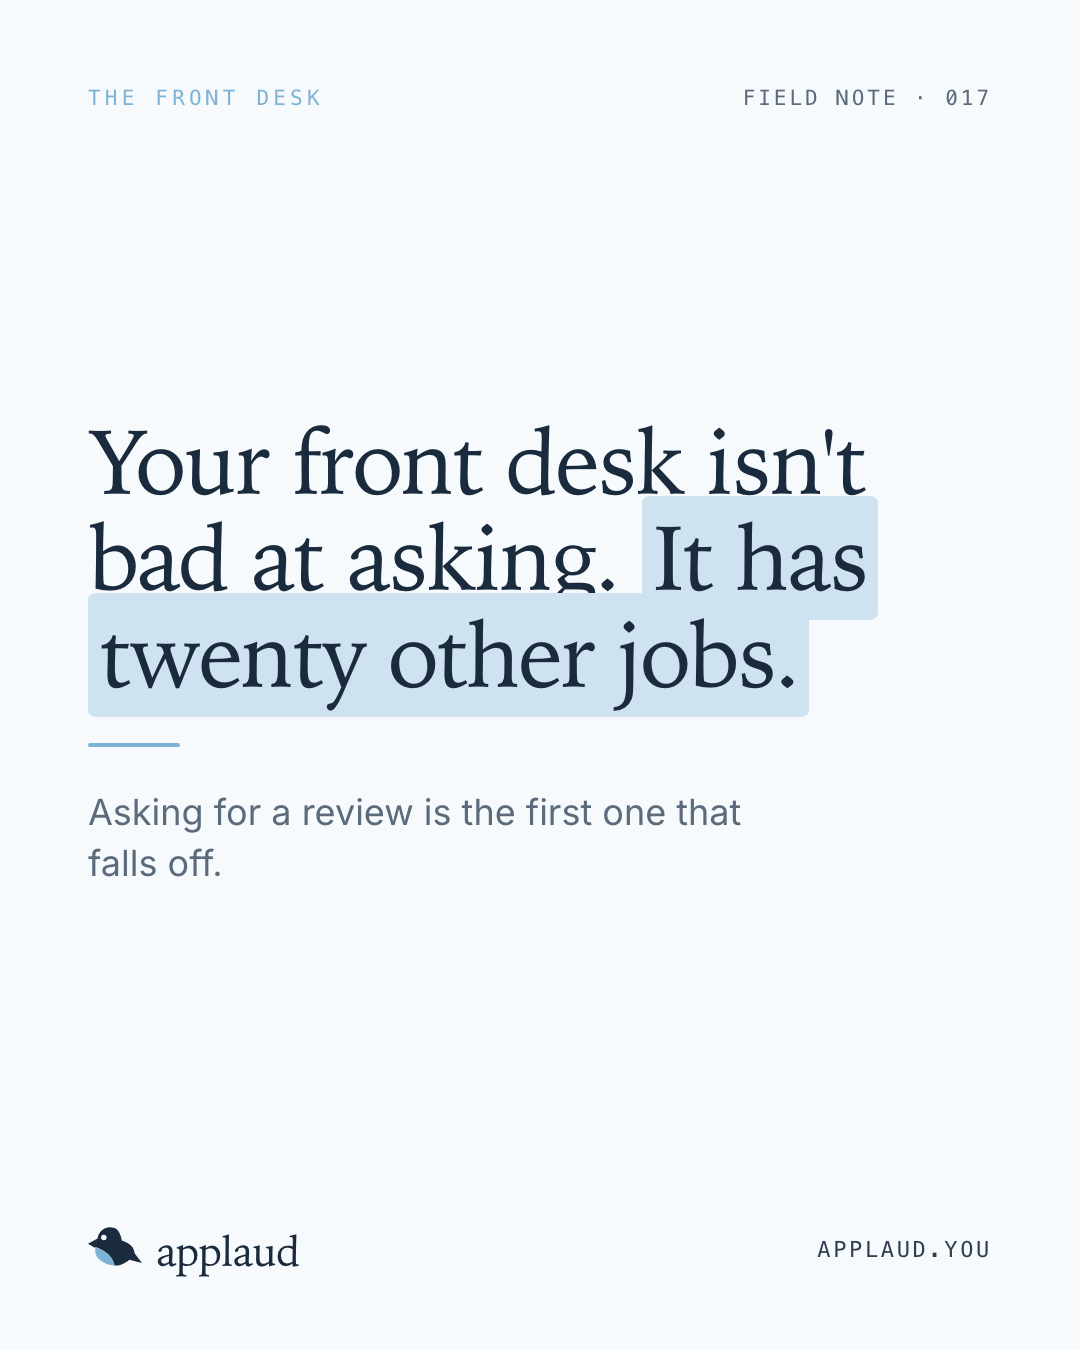 THE FRONT DESK
FIELD NOTE · 017
Your front desk isn't
bad at asking. It has
twenty other jobs.
Asking for a review is the first one that
falls off.
applaud
APPLAUD.YOU